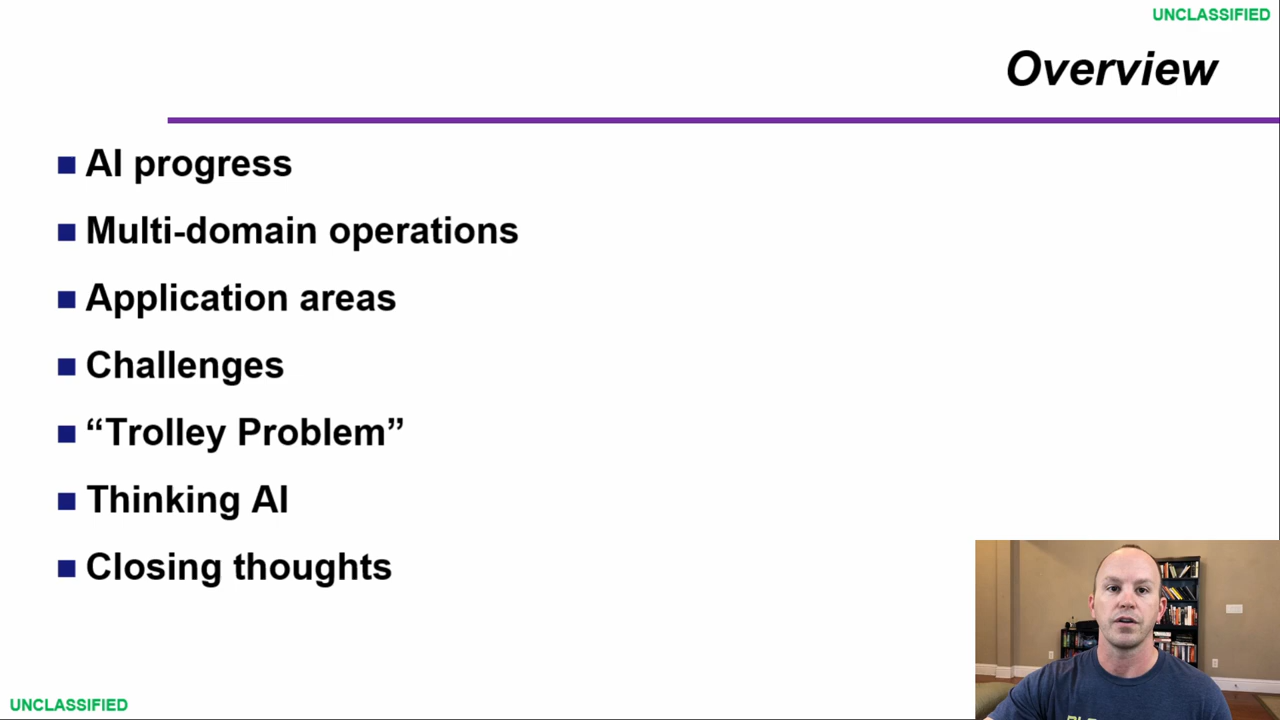 UNCLASSIFIED
Overview
AI progress
Multi-domain operations
Application areas
Challenges
“Trolley Problem”
Thinking AI
Closing thoughts
UNCLASSIFIED